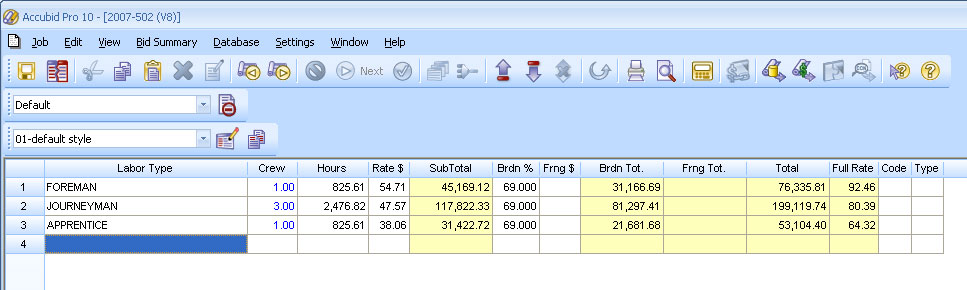 Accubid Pro 10 - [2007-502 (V8)]
Job Edit View Bid Summary Database Settings Window Help
Next
Default
01-default style
Labor Type Crew Hours Rate $ SubTotal Brdn % Frng $ Brdn Tot. Frng Tot. Total Full Rate Code Type
1 FOREMAN 1.00 825.61 54.71 45,169.12 69.000 31,166.69 76,335.81 92.46
2 JOURNEYMAN 3.00 2,476.82 47.57 117,822.33 69.000 81,297.41 199,119.74 80.39
3 APPRENTICE 1.00 825.61 38.06 31,422.72 69.000 21,681.68 53,104.40 64.32
4